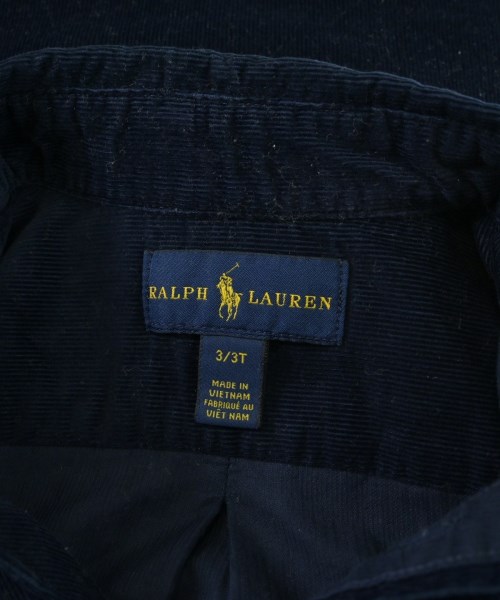 RALPH LAUREN
3/3T
MADE IN
VIETNAM
FABRIQUÉ AU
VIÊT NAM